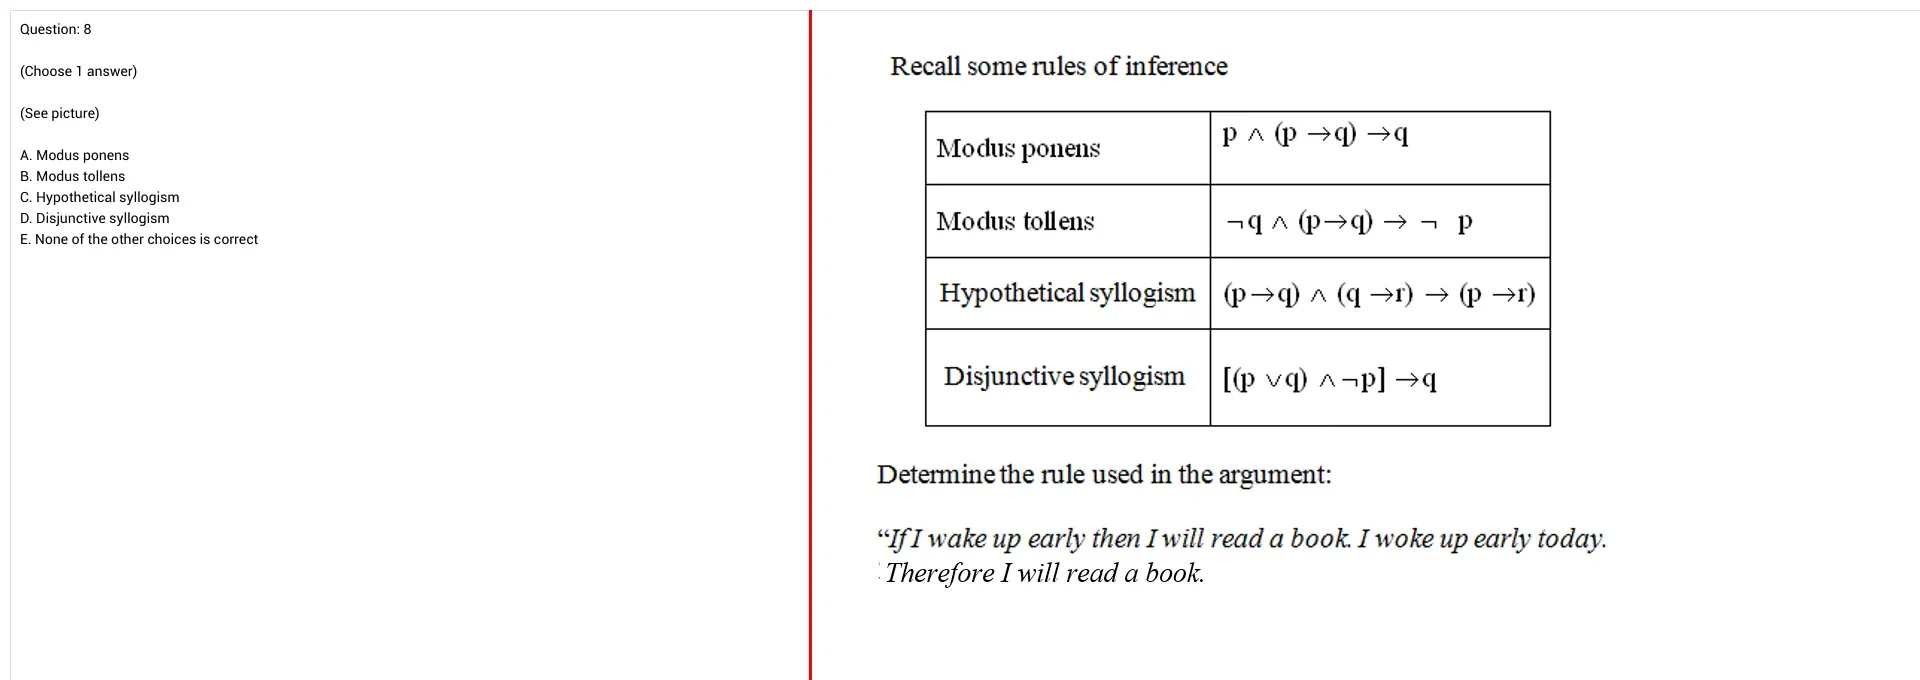 Question: 8
(Choose 1 answer)
(See picture)
A. Modus ponens
B. Modus tollens
C. Hypothetical syllogism
D. Disjunctive syllogism
E. None of the other choices is correct
Recall some rules of inference
Modus ponens p ∧ (p →q) →q
Modus tollens ¬q ∧ (p→q) → ¬ p
Hypothetical syllogism (p→q) ∧ (q →r) → (p →r)
Disjunctive syllogism [(p ∨q) ∧¬p] →q
Determine the rule used in the argument:
“If I wake up early then I will read a book. I woke up early today.
Therefore I will read a book.